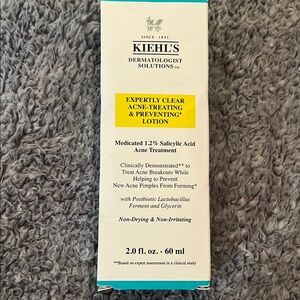 SINCE 1851
KIEHL'S
DERMATOLOGIST
SOLUTIONS™
EXPERTLY CLEAR
ACNE-TREATING
& PREVENTING*
LOTION
Medicated 1.2% Salicylic Acid
Acne Treatment
Clinically Demonstrated** to
Treat Acne Breakouts While
Helping to Prevent
New Acne Pimples From Forming*
with Postbiotic Lactobacillus
Ferment and Glycerin
Non-Drying & Non-Irritating
2.0 fl. oz. - 60 ml
**Based on expert assessment in a clinical study